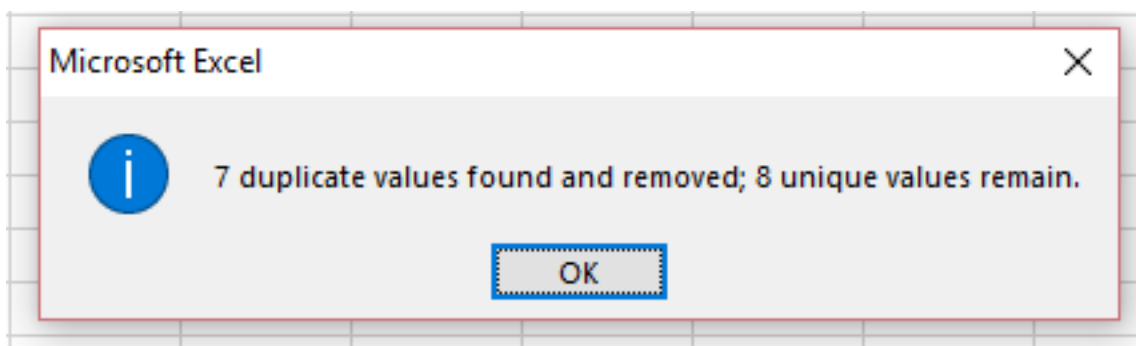 Microsoft Excel
7 duplicate values found and removed; 8 unique values remain.
OK